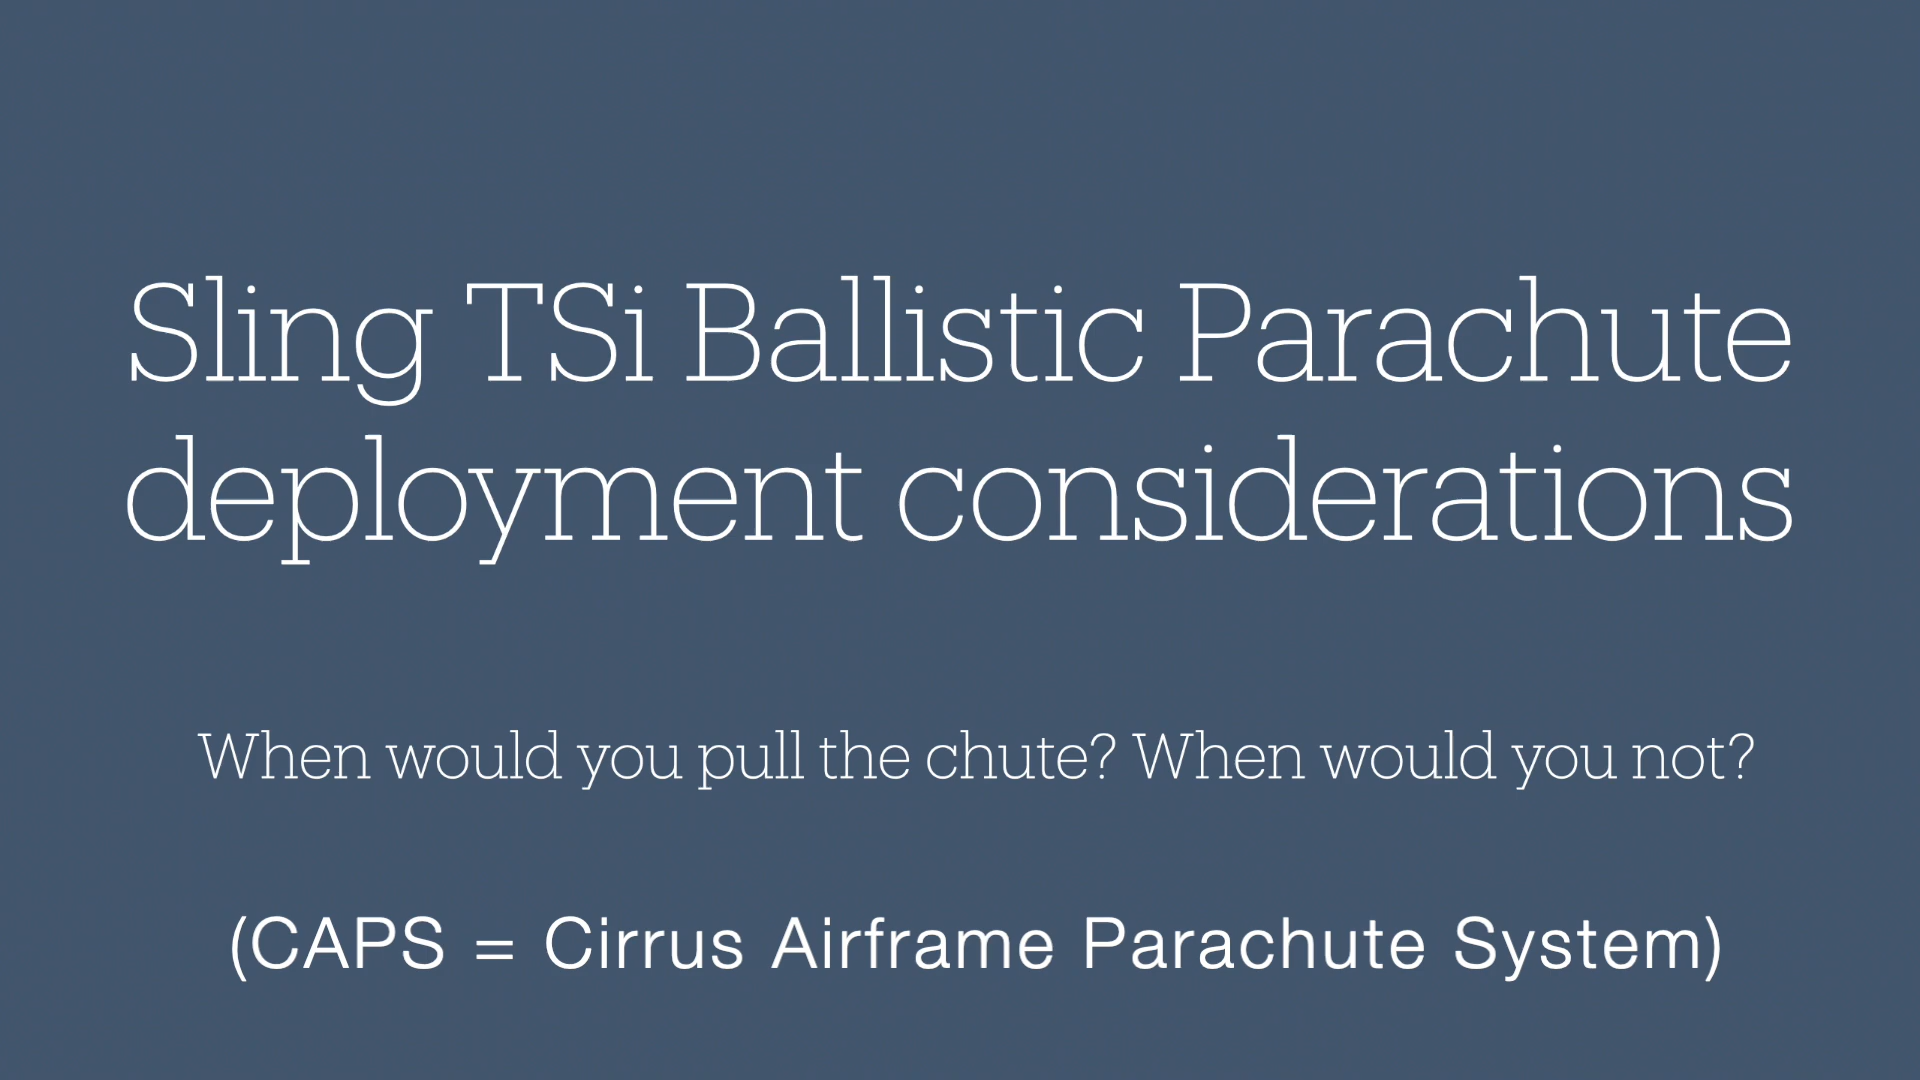 Sling TSi Ballistic Parachute
deployment considerations
When would you pull the chute? When would you not?
(CAPS = Cirrus Airframe Parachute System)